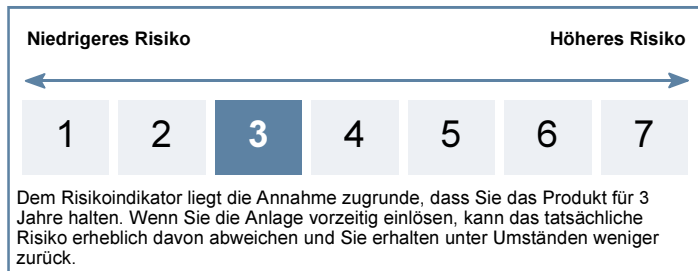 Niedrigeres Risiko Höheres Risiko
1 2 3 4 5 6 7
Dem Risikoindikator liegt die Annahme zugrunde, dass Sie das Produkt für 3
Jahre halten. Wenn Sie die Anlage vorzeitig einlösen, kann das tatsächliche
Risiko erheblich davon abweichen und Sie erhalten unter Umständen weniger
zurück.